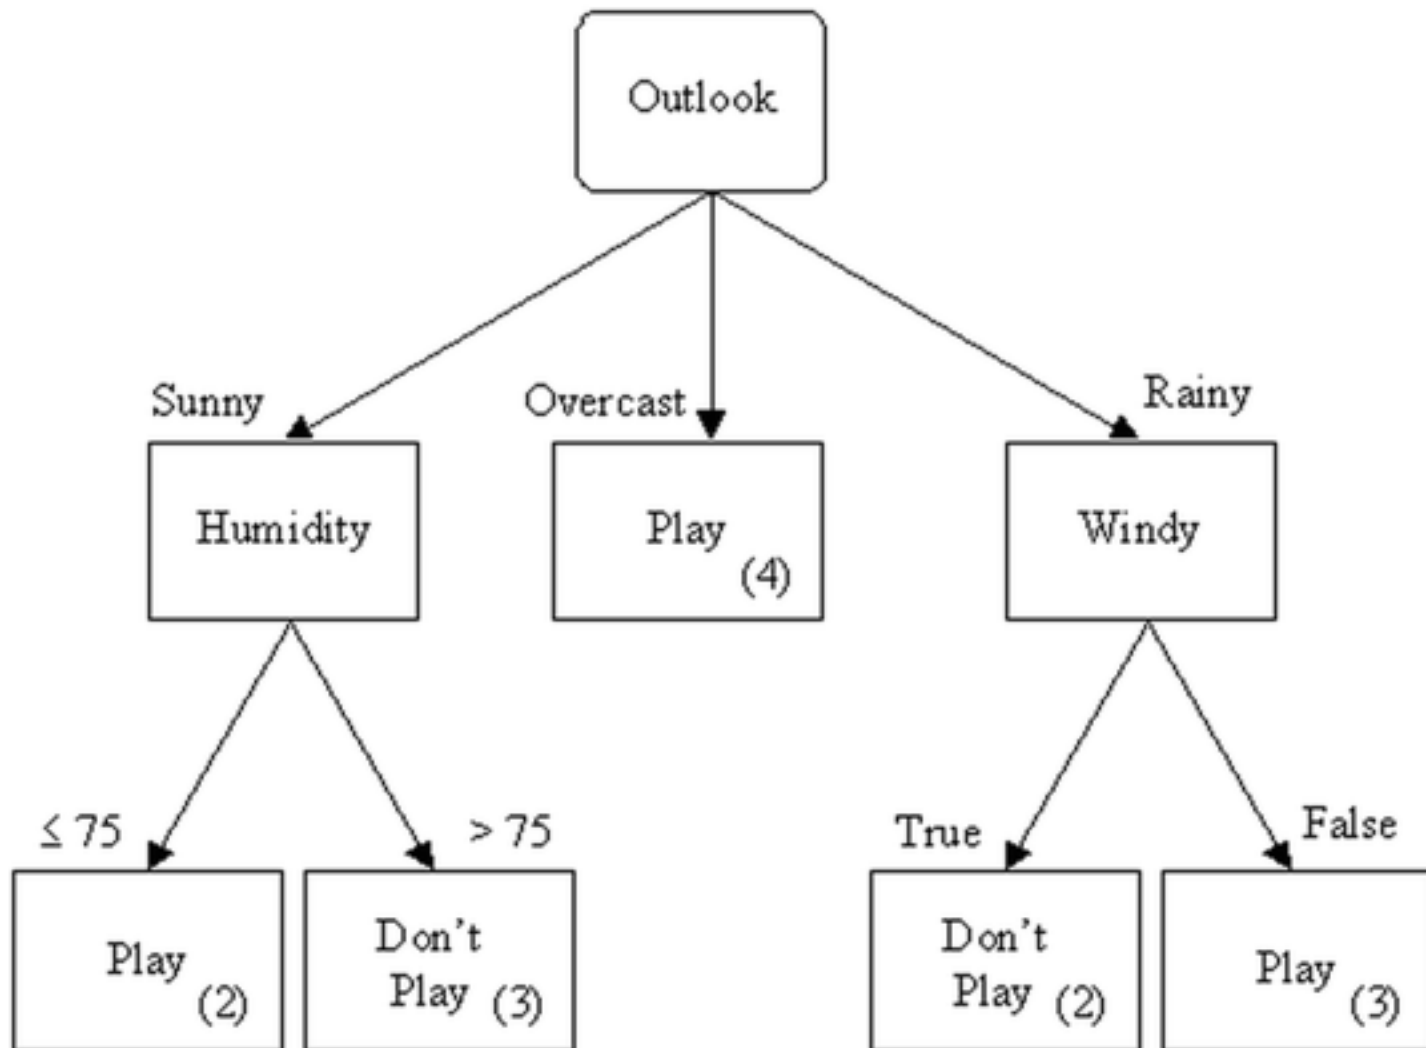 Outlook
Sunny
Overcast
Rainy
Humidity
Play
(4)
Windy
≤ 75
> 75
True
False
Play
(2)
Don't
Play (3)
Don't
Play (2)
Play
(3)